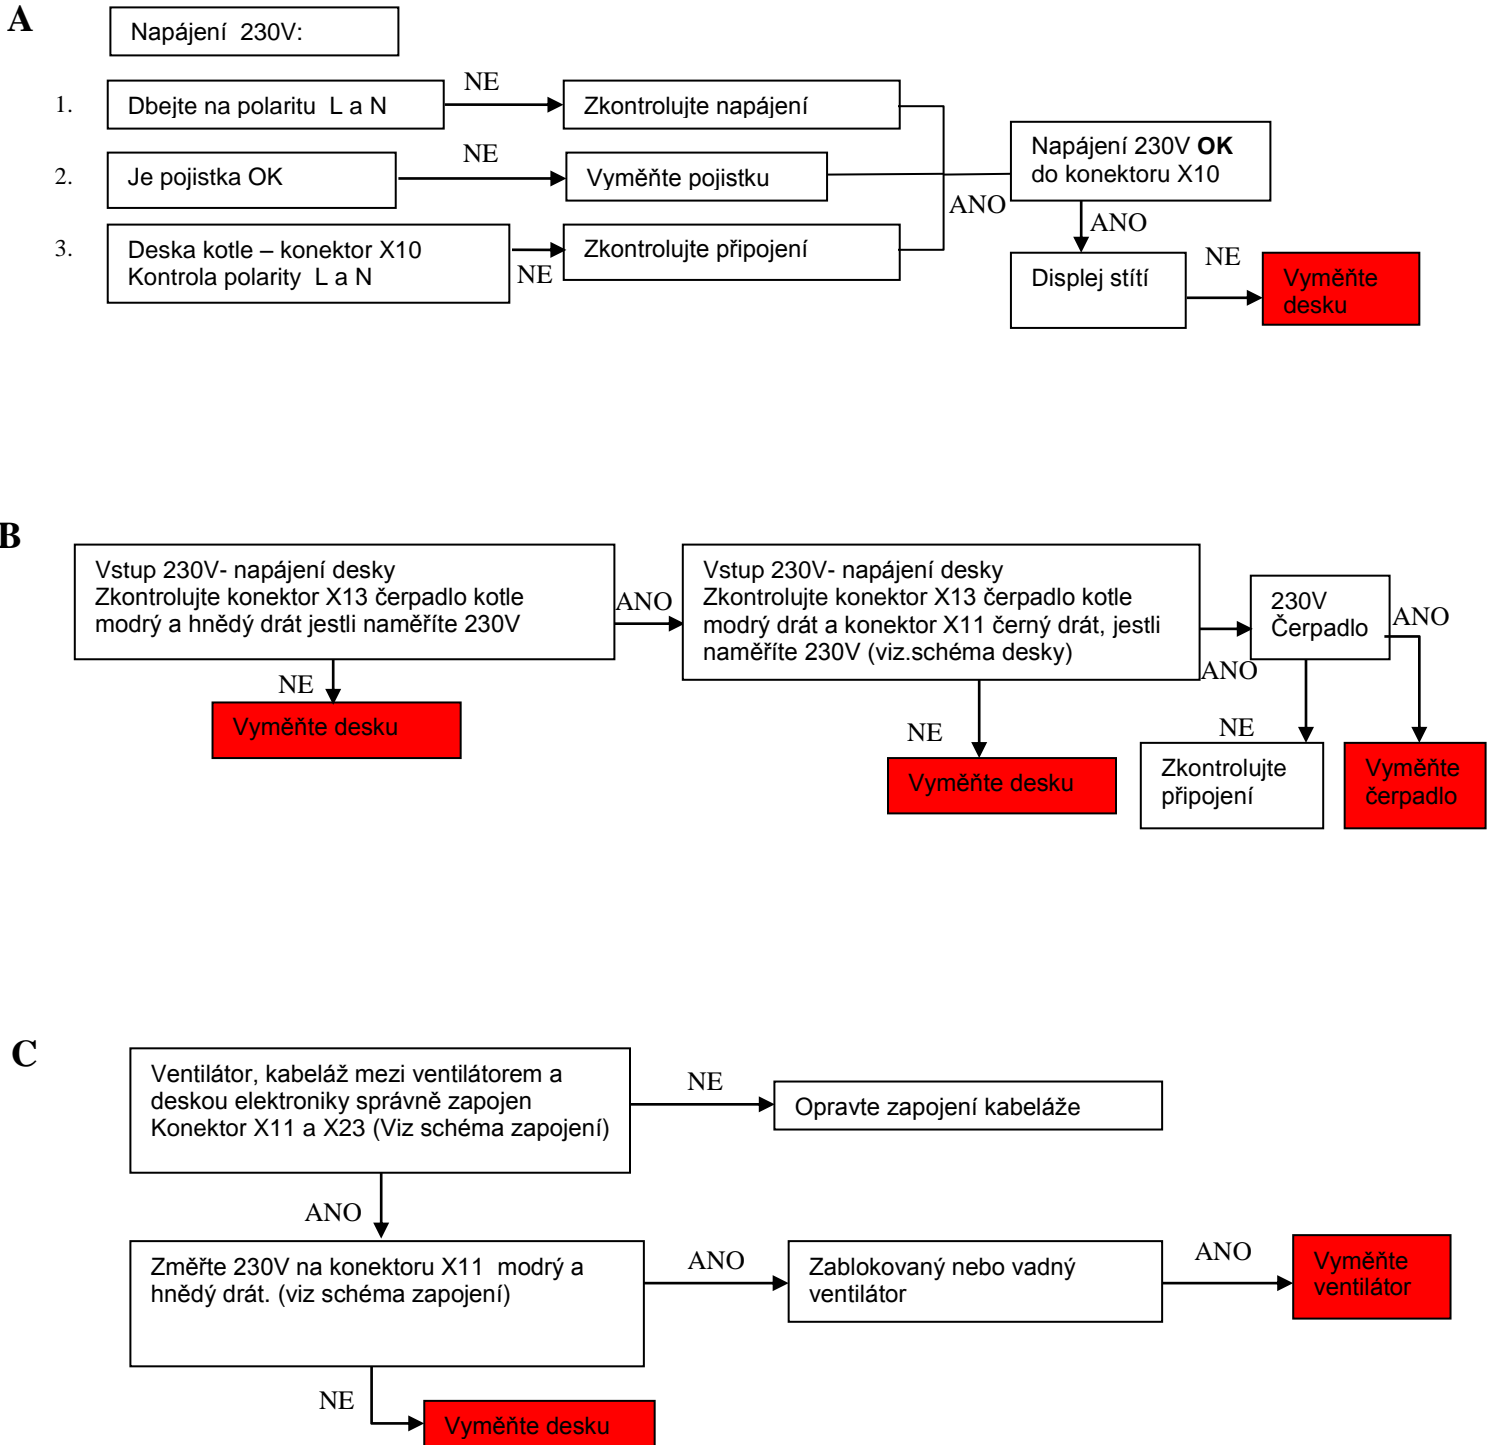 A
Napájení 230V:
1.
Dbejte na polaritu L a N
NE
Zkontrolujte napájení
2.
Je pojistka OK
NE
Vyměňte pojistku
3.
Deska kotle – konektor X10
Kontrola polarity L a N
NE
Zkontrolujte připojení
ANO
Napájení 230V OK
do konektoru X10
ANO
Displej stítí
NE
Vyměňte
desku
B
Vstup 230V- napájení desky
Zkontrolujte konektor X13 čerpadlo kotle
modrý a hnědý drát jestli naměříte 230V
ANO
NE
Vyměňte desku
Vstup 230V- napájení desky
Zkontrolujte konektor X13 čerpadlo kotle
modrý drát a konektor X11 černý drát, jestli
naměříte 230V (viz.schéma desky)
ANO
NE
Vyměňte desku
230V
Čerpadlo
ANO
NE
Zkontrolujte
připojení
Vyměňte
čerpadlo
C
Ventilátor, kabeláž mezi ventilátorem a
deskou elektroniky správně zapojen
Konektor X11 a X23 (Viz schéma zapojení)
NE
Opravte zapojení kabeláže
ANO
Změřte 230V na konektoru X11 modrý a
hnědý drát. (viz schéma zapojení)
ANO
Zablokovaný nebo vadný
ventilátor
ANO
Vyměňte
ventilátor
NE
Vyměňte desku